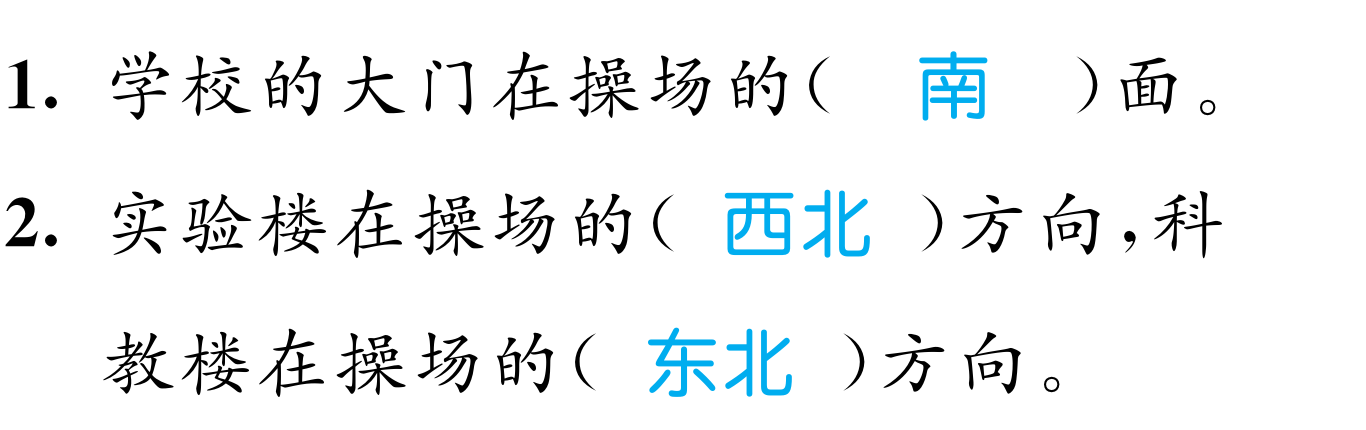 1. 学校的大门在操场的( 南 )面。
2. 实验楼在操场的( 西北 )方向,科
教楼在操场的( 东北 )方向。